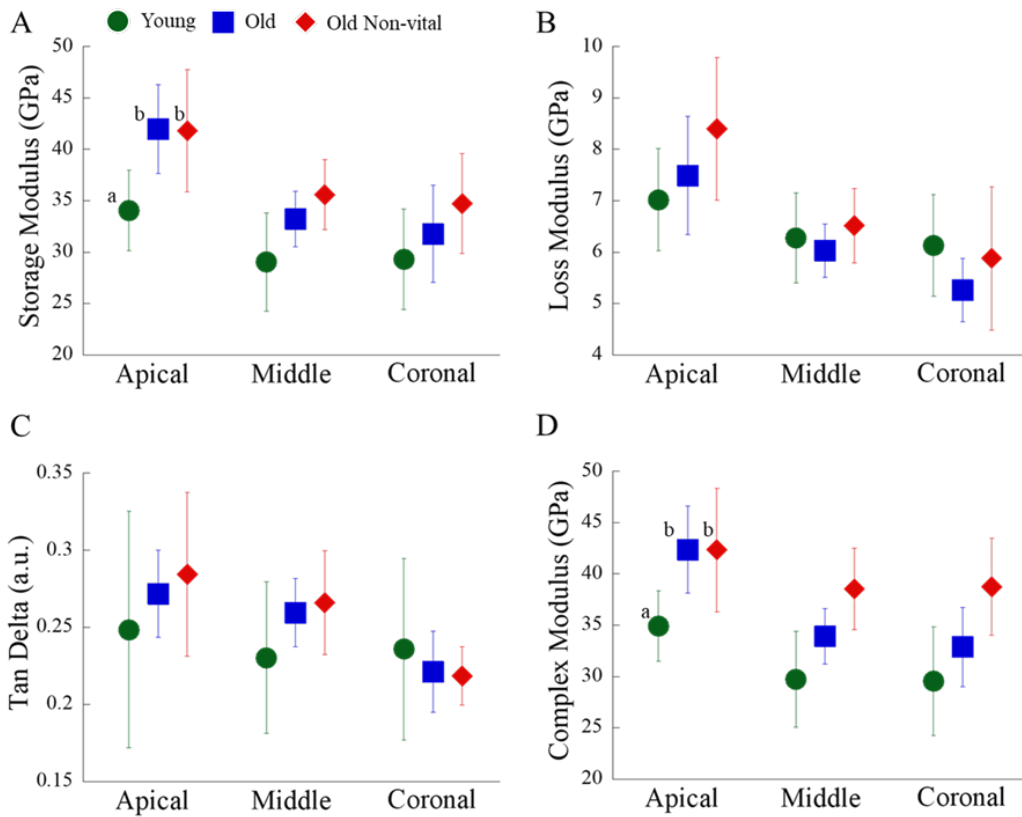 A
Young
Old
Old Non-vital
Storage Modulus (GPa)
50
45
40
35
30
25
20
b
b
a
Apical
Middle
Coronal
B
Loss Modulus (GPa)
10
9
8
7
6
5
4
Apical
Middle
Coronal
C
Tan Delta (a.u.)
0.35
0.3
0.25
0.2
0.15
Apical
Middle
Coronal
D
Complex Modulus (GPa)
50
45
40
35
30
25
20
b
b
a
Apical
Middle
Coronal